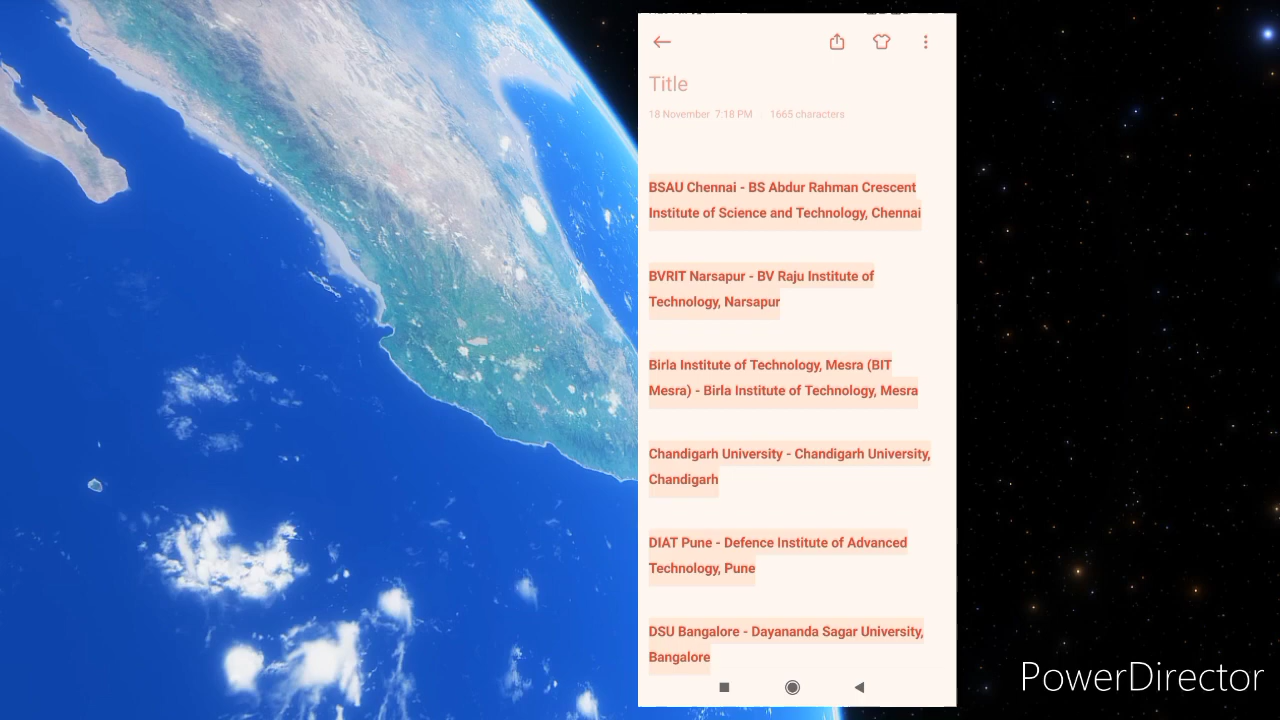 Title
18 November 7:18 PM 1665 characters
BSAU Chennai - BS Abdur Rahman Crescent
Institute of Science and Technology, Chennai
BVRIT Narsapur - BV Raju Institute of
Technology, Narsapur
Birla Institute of Technology, Mesra (BIT
Mesra) - Birla Institute of Technology, Mesra
Chandigarh University - Chandigarh University,
Chandigarh
DIAT Pune - Defence Institute of Advanced
Technology, Pune
DSU Bangalore - Dayananda Sagar University,
Bangalore
PowerDirector